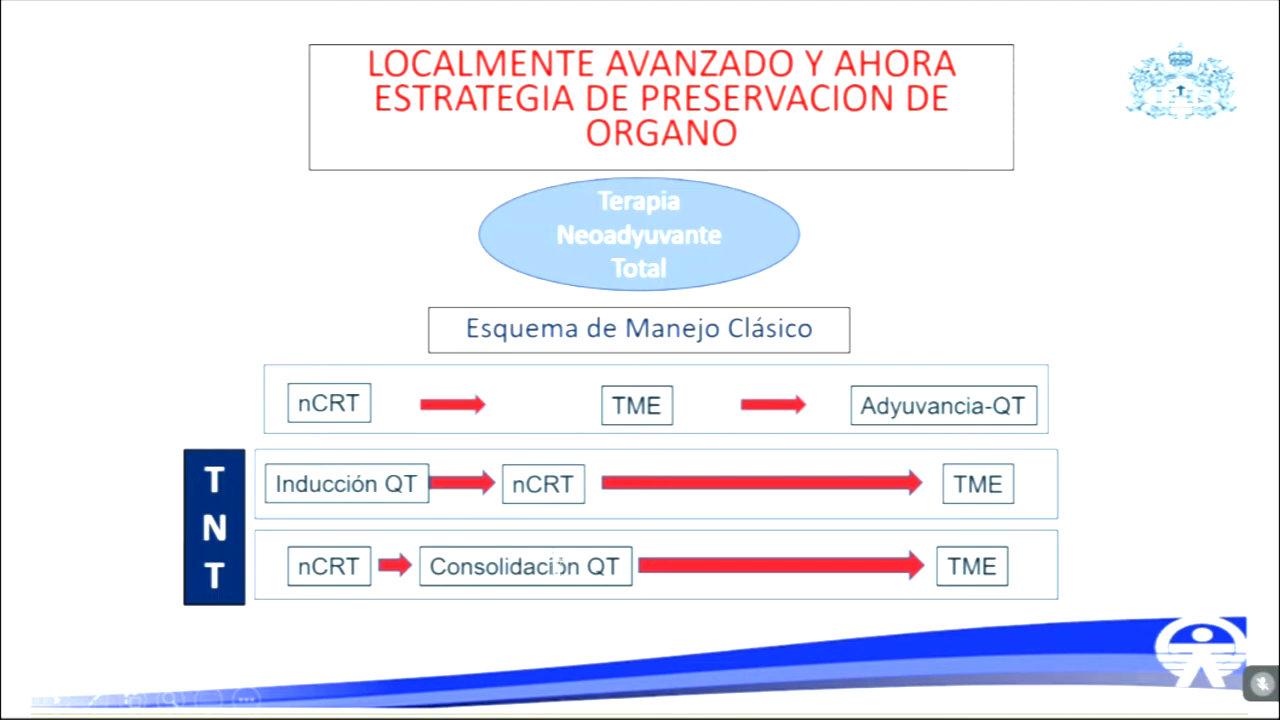 LOCALMENTE AVANZADO Y AHORA
ESTRATEGIA DE PRESERVACION DE
ORGANO
Terapia
Neoadyuvante
Total
Esquema de Manejo Clásico
nCRT
TME
Adyuvancia-QT
T
N
T
Inducción QT
nCRT
TME
nCRT
Consolidación QT
TME